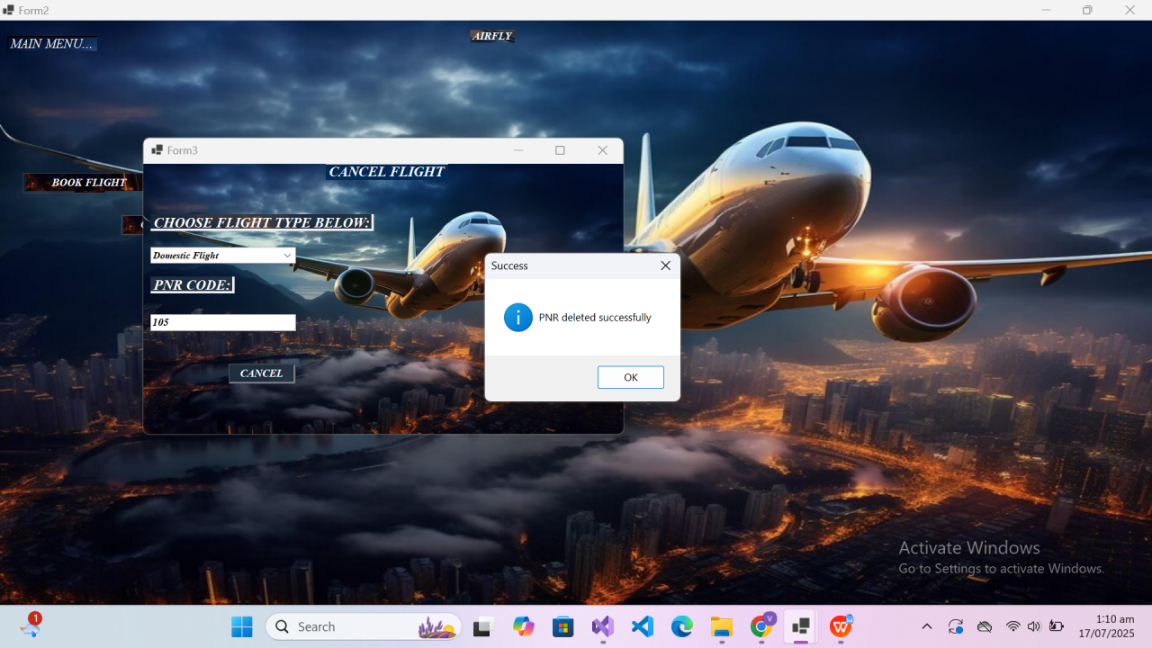 Form2
AIRFLY
MAIN MENU...
Form3
CANCEL FLIGHT
BOOK FLIGHT
CHOOSE FLIGHT TYPE BELOW:
Domestic Flight
PNR CODE:
105
CANCEL
Success
PNR deleted successfully
OK
Activate Windows
Go to Settings to activate Windows.
1
Search
V
W
1:10 am
17/07/2025